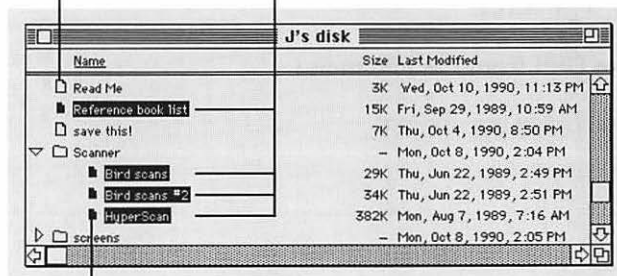 J's disk
Name Size Last Modified
Read Me 3K Wed, Oct 10, 1990, 11:13 PM
Reference book list 15K Fri, Sep 29, 1989, 10:59 AM
save this! 7K Thu, Oct 4, 1990, 8:50 PM
Scanner – Mon, Oct 8, 1990, 2:04 PM
Bird scans 29K Thu, Jun 22, 1989, 2:49 PM
Bird scans #2 34K Thu, Jun 22, 1989, 2:51 PM
HyperScan 382K Mon, Aug 7, 1989, 7:16 AM
screens – Mon, Oct 8, 1990, 2:05 PM